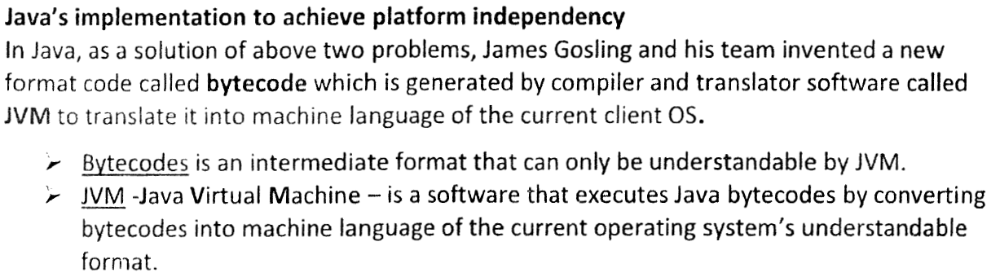 Java's implementation to achieve platform independency
In Java, as a solution of above two problems, James Gosling and his team invented a new
format code called bytecode which is generated by compiler and translator software called
JVM to translate it into machine language of the current client OS.
➢ Bytecodes is an intermediate format that can only be understandable by JVM.
➢ JVM -Java Virtual Machine – is a software that executes Java bytecodes by converting
bytecodes into machine language of the current operating system's understandable
format.